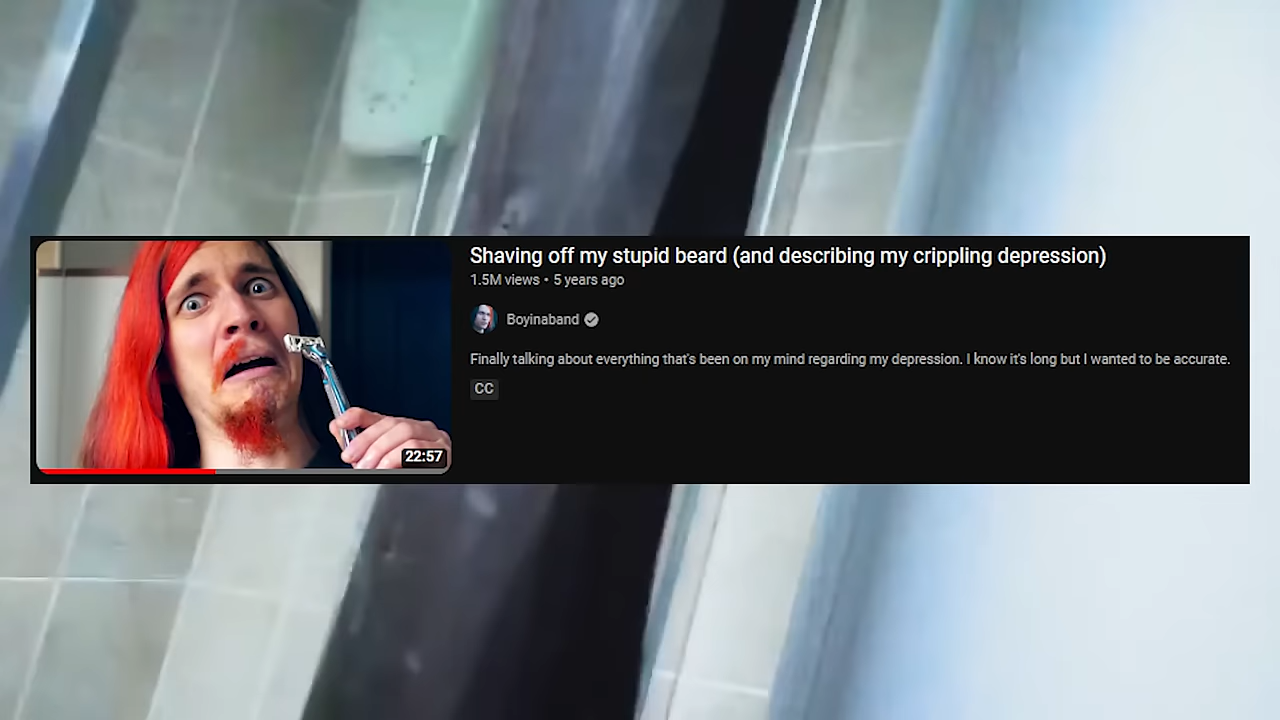 Shaving off my stupid beard (and describing my crippling depression)
1.5M views • 5 years ago
Boyinaband
Finally talking about everything that's been on my mind regarding my depression. I know it's long but I wanted to be accurate.
CC
22:57